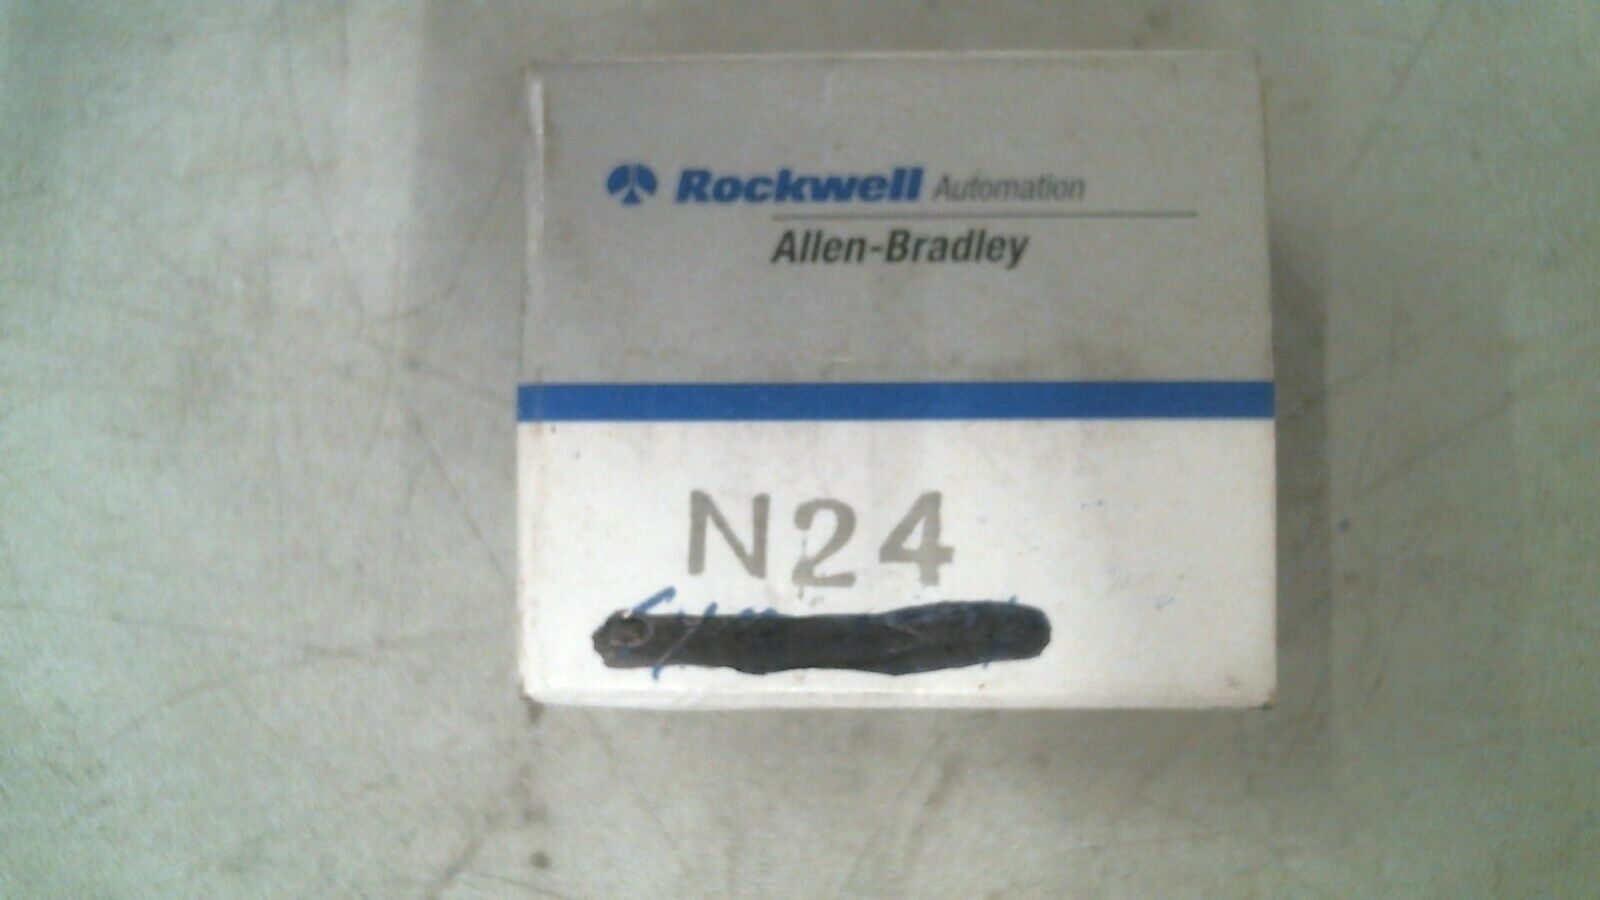 Rockwell Automation
Allen-Bradley
N24